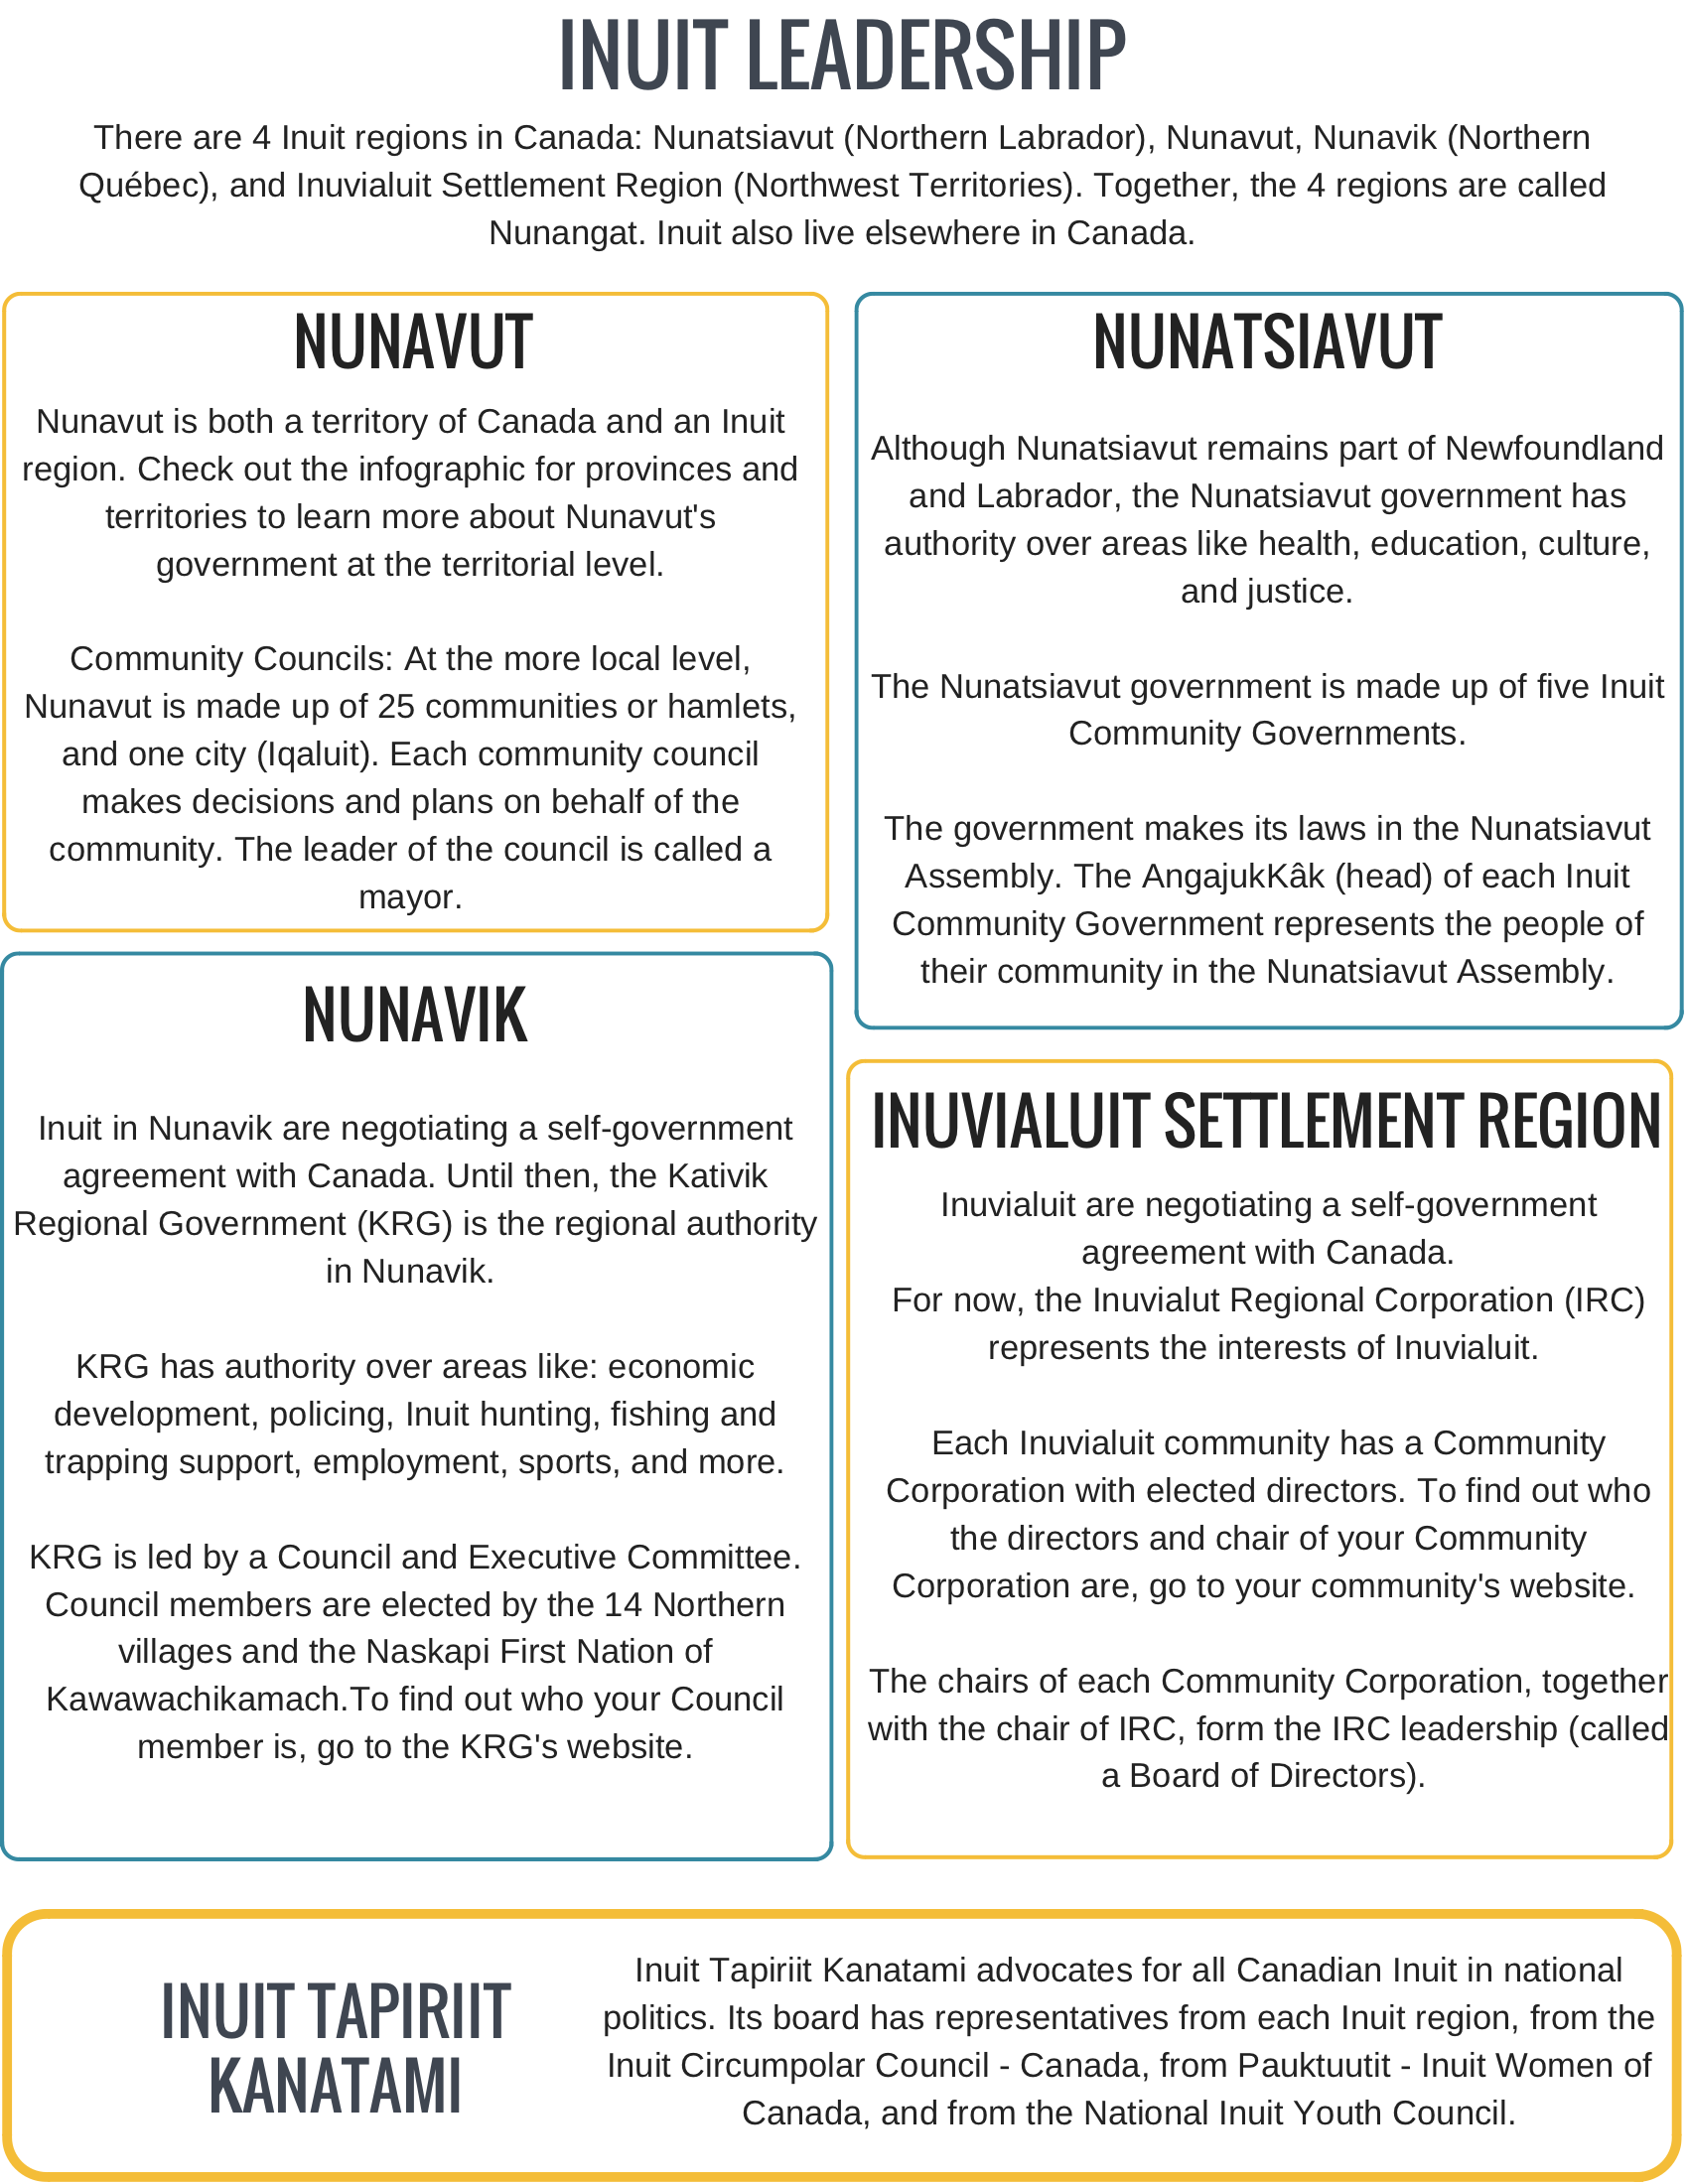 INUIT LEADERSHIP
There are 4 Inuit regions in Canada: Nunatsiavut (Northern Labrador), Nunavut, Nunavik (Northern
Québec), and Inuvialuit Settlement Region (Northwest Territories). Together, the 4 regions are called
Nunangat. Inuit also live elsewhere in Canada.
NUNAVUT
Nunavut is both a territory of Canada and an Inuit
region. Check out the infographic for provinces and
territories to learn more about Nunavut's
government at the territorial level.
Community Councils: At the more local level,
Nunavut is made up of 25 communities or hamlets,
and one city (Iqaluit). Each community council
makes decisions and plans on behalf of the
community. The leader of the council is called a
mayor.
NUNATSIAVUT
Although Nunatsiavut remains part of Newfoundland
and Labrador, the Nunatsiavut government has
authority over areas like health, education, culture,
and justice.
The Nunatsiavut government is made up of five Inuit
Community Governments.
The government makes its laws in the Nunatsiavut
Assembly. The AngajukKâk (head) of each Inuit
Community Government represents the people of
their community in the Nunatsiavut Assembly.
NUNAVIK
Inuit in Nunavik are negotiating a self-government
agreement with Canada. Until then, the Kativik
Regional Government (KRG) is the regional authority
in Nunavik.
KRG has authority over areas like: economic
development, policing, Inuit hunting, fishing and
trapping support, employment, sports, and more.
KRG is led by a Council and Executive Committee.
Council members are elected by the 14 Northern
villages and the Naskapi First Nation of
Kawawachikamach.To find out who your Council
member is, go to the KRG's website.
INUVIALUIT SETTLEMENT REGION
Inuvialuit are negotiating a self-government
agreement with Canada.
For now, the Inuvialut Regional Corporation (IRC)
represents the interests of Inuvialuit.
Each Inuvialuit community has a Community
Corporation with elected directors. To find out who
the directors and chair of your Community
Corporation are, go to your community's website.
The chairs of each Community Corporation, together
with the chair of IRC, form the IRC leadership (called
a Board of Directors).
INUIT TAPIRIIT
KANATAMI
Inuit Tapiriit Kanatami advocates for all Canadian Inuit in national
politics. Its board has representatives from each Inuit region, from the
Inuit Circumpolar Council - Canada, from Pauktuutit - Inuit Women of
Canada, and from the National Inuit Youth Council.